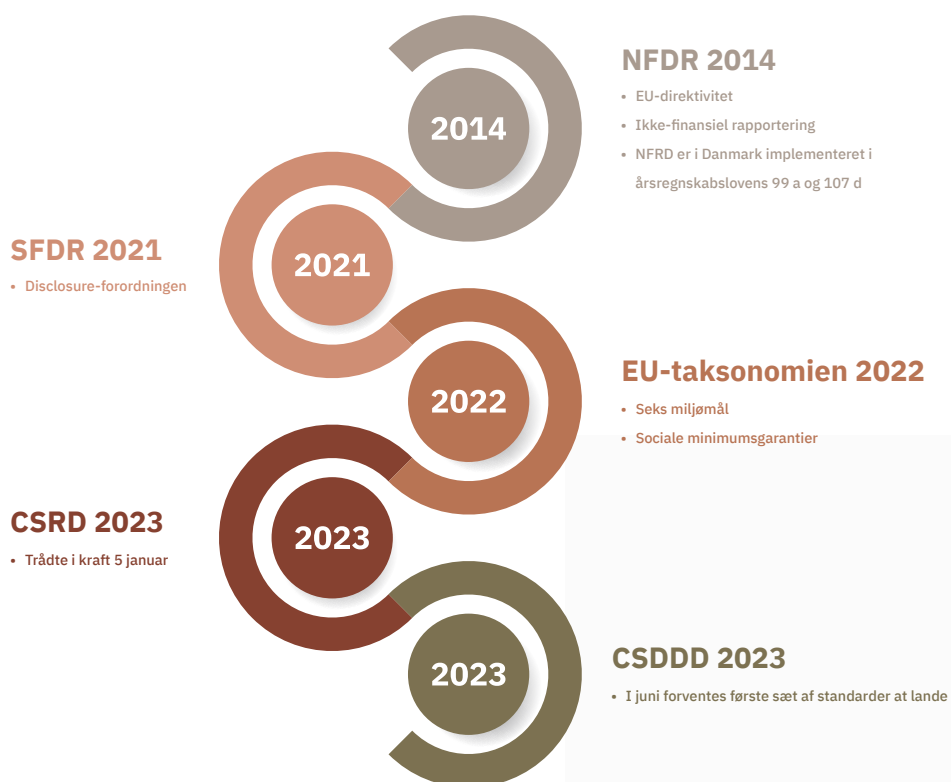 NFDR 2014
• EU-direktivitet
• Ikke-finansiel rapportering
• NFRD er i Danmark implementeret i
årsregnskabslovens 99 a og 107 d
2014
SFDR 2021
• Disclosure-forordningen
2021
EU-taksonomien 2022
• Seks miljømål
• Sociale minimumsgarantier
2022
CSRD 2023
• Trådte i kraft 5 januar
2023
CSDDD 2023
• I juni forventes første sæt af standarder at lande
2023